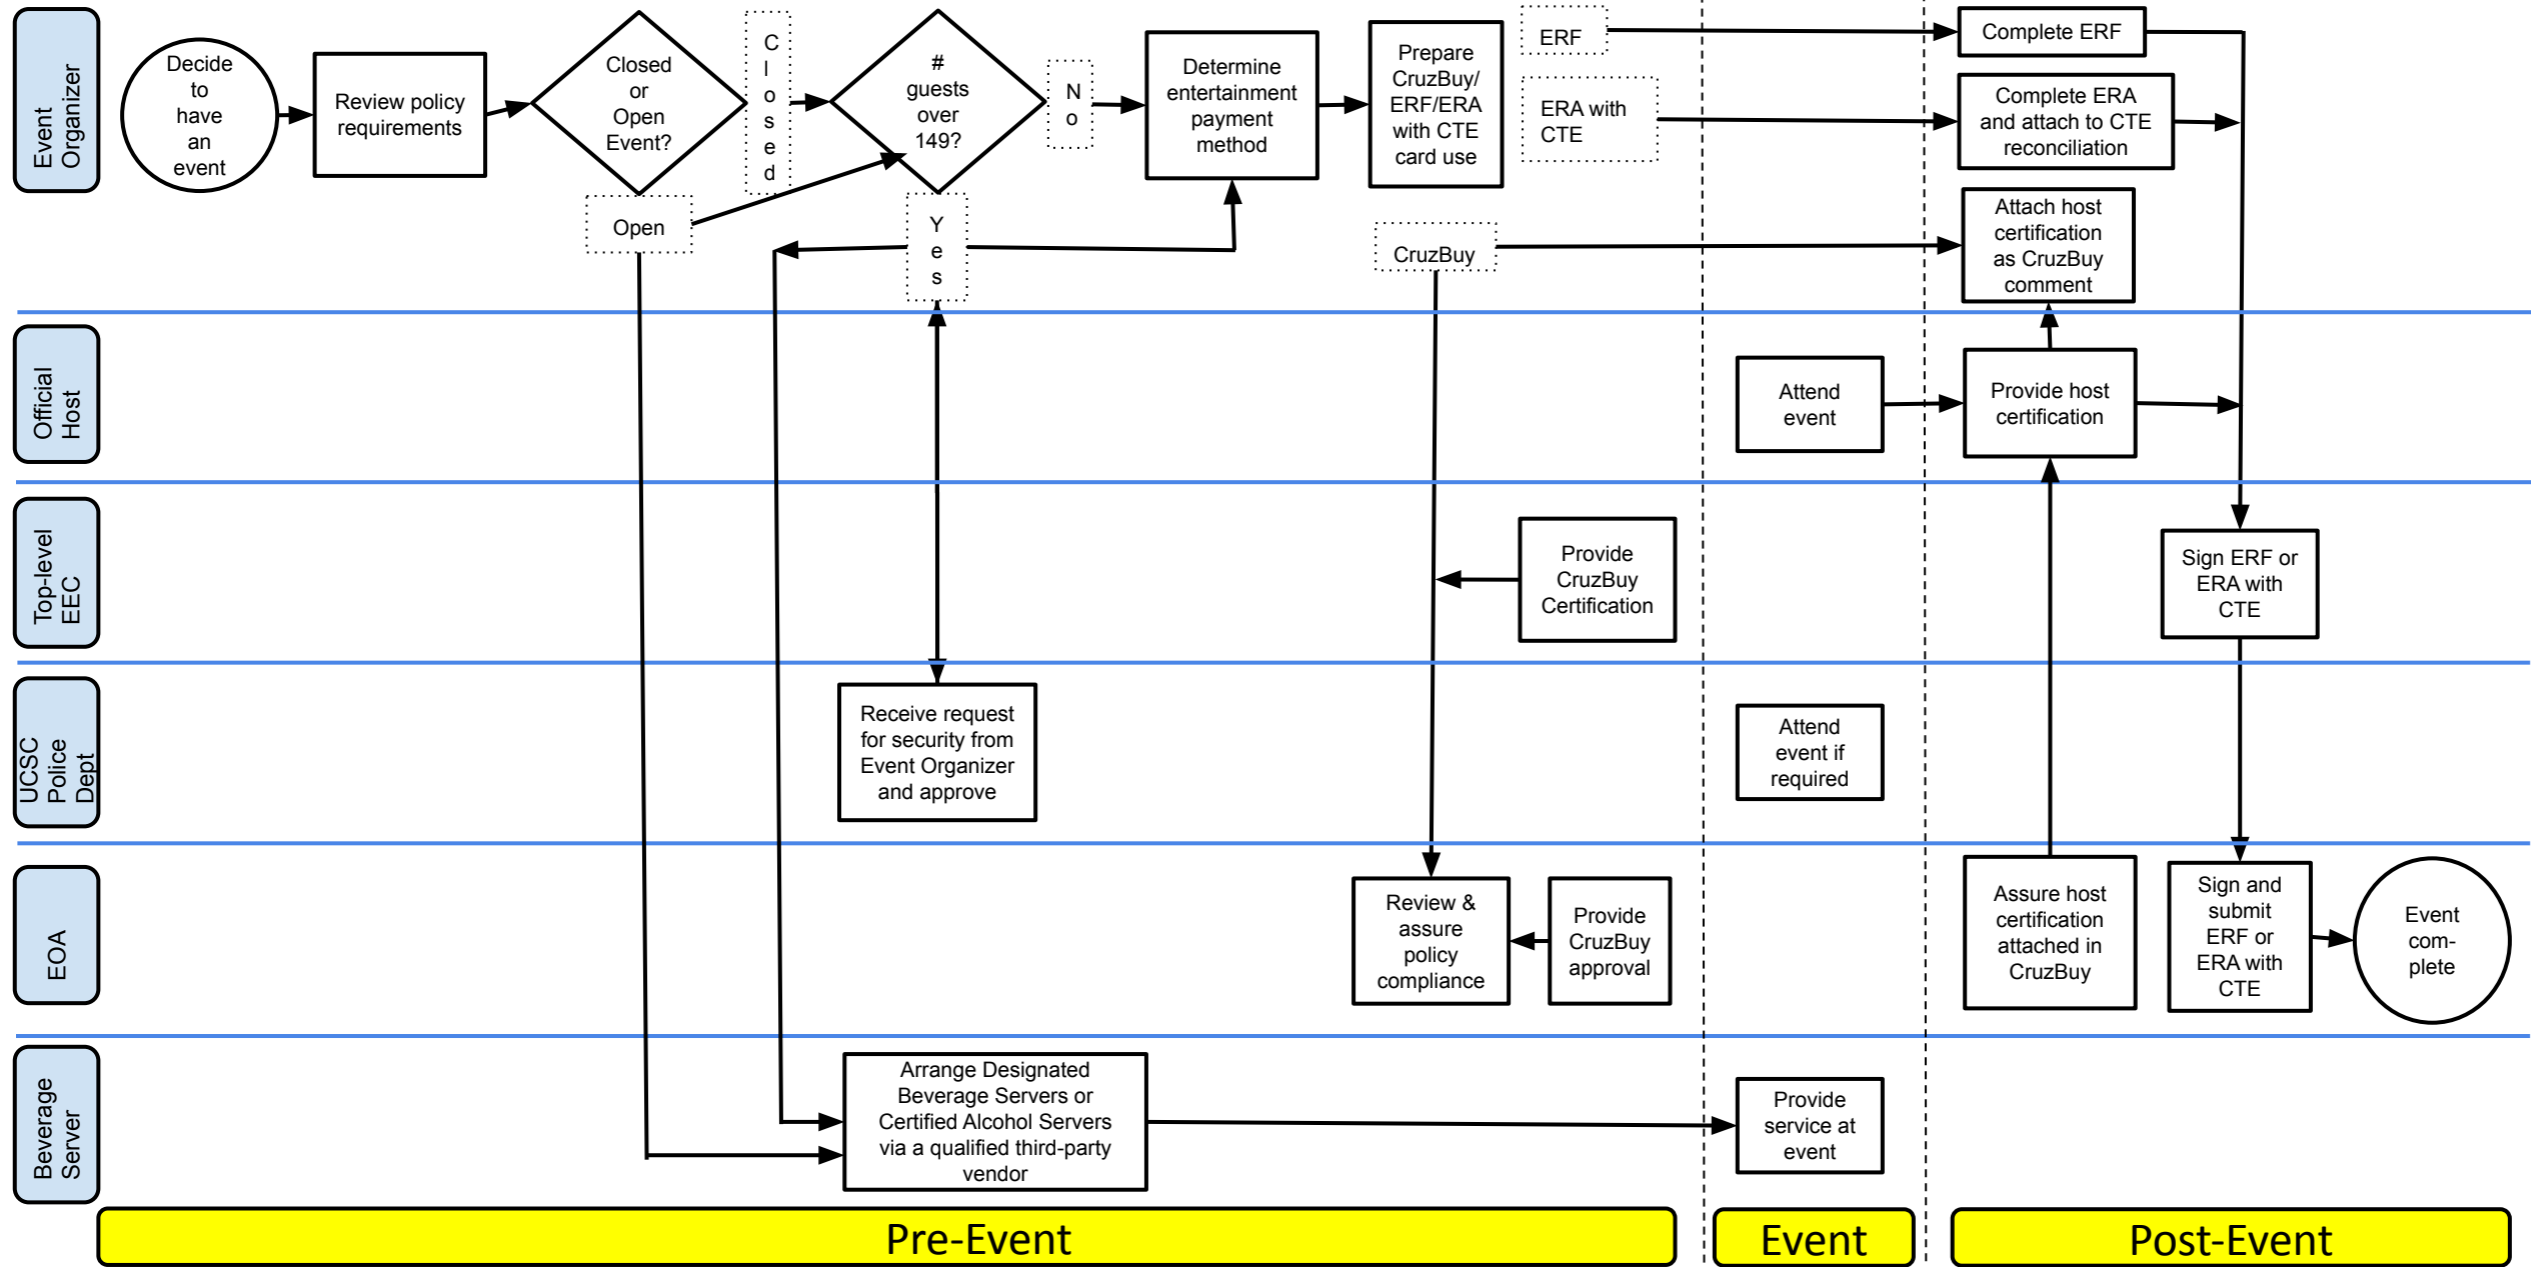 Event
Organizer
Decide
to
have
an
event
Review policy
requirements
Closed
or
Open
Event?
C
l
o
s
e
d
Open
#
guests
over
149?
Y
e
s
N
o
Determine
entertainment
payment
method
Prepare
CruzBuy/
ERF/ERA
with CTE
card use
ERF
ERA with
CTE
CruzBuy
Complete ERF
Complete ERA
and attach to CTE
reconciliation
Attach host
certification
as CruzBuy
comment
Official
Host
Attend
event
Provide host
certification
Top-level
EEC
Provide
CruzBuy
Certification
Sign ERF or
ERA with
CTE
UCSC
Police
Dept
Receive request
for security from
Event Organizer
and approve
Attend
event if
required
EOA
Review &
assure
policy
compliance
Provide
CruzBuy
approval
Assure host
certification
attached in
CruzBuy
Sign and
submit
ERF or
ERA with
CTE
Event
com-
plete
Beverage
Server
Arrange Designated
Beverage Servers or
Certified Alcohol Servers
via a qualified third-party
vendor
Provide
service at
event
Pre-Event
Event
Post-Event